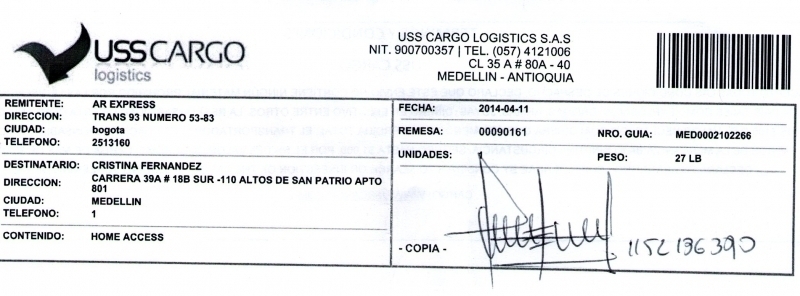 USSCARGO
logistics
USS CARGO LOGISTICS S.A.S
NIT. 900700357 | TEL. (057) 4121006
CL 35 A # 80A - 40
MEDELLIN - ANTIOQUIA
REMITENTE: AR EXPRESS
DIRECCION: TRANS 93 NUMERO 53-83
CIUDAD: bogota
TELEFONO: 2513160
DESTINATARIO: CRISTINA FERNANDEZ
DIRECCION: CARRERA 39A # 18B SUR -110 ALTOS DE SAN PATRIO APTO
801
CIUDAD: MEDELLIN
TELEFONO: 1
CONTENIDO: HOME ACCESS
FECHA: 2014-04-11
REMESA: 00090161 NRO. GUIA: MED0002102266
UNIDADES: PESO: 27 LB
- COPIA - 1152136390